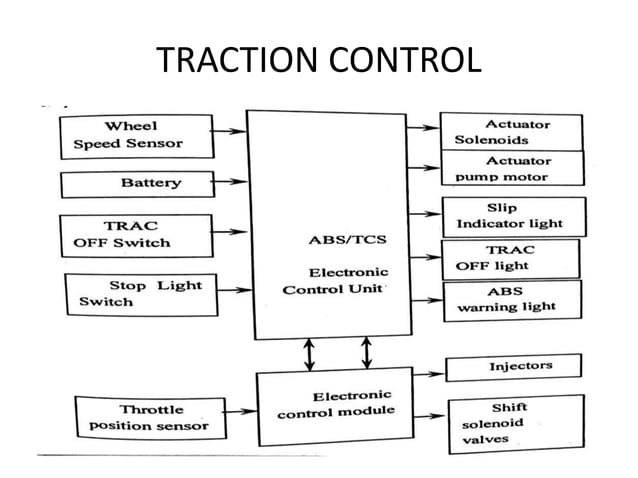 TRACTION CONTROL
Wheel
Speed Sensor
Battery
TRAC
OFF Switch
Stop Light
Switch
ABS/TCS
Electronic
Control Unit
Actuator
Solenoids
Actuator
pump motor
Slip
Indicator light
TRAC
OFF light
ABS
warning light
Throttle
position sensor
Electronic
control module
Injectors
Shift
solenoid
valves